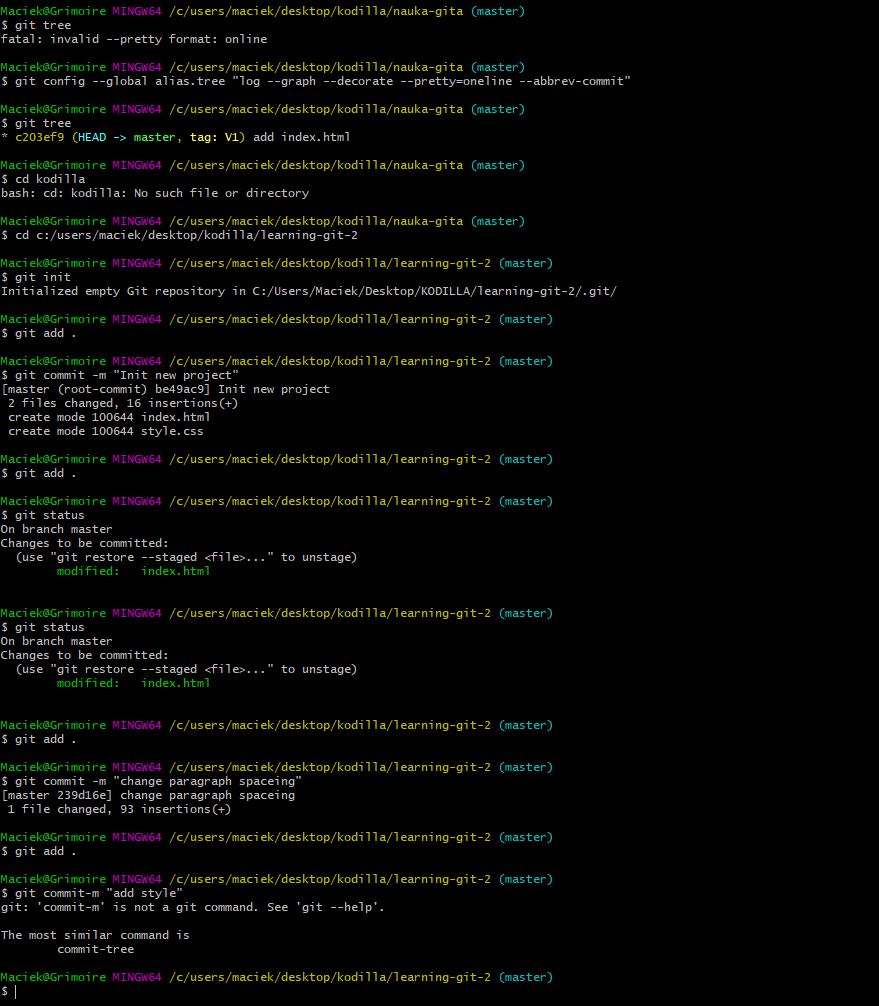 Maciek@Grimoire MINGW64 /c/users/maciek/desktop/kodilla/nauka-gita (master)
$ git tree
fatal: invalid --pretty format: online
Maciek@Grimoire MINGW64 /c/users/maciek/desktop/kodilla/nauka-gita (master)
$ git config --global alias.tree "log --graph --decorate --pretty=oneline --abbrev-commit"
Maciek@Grimoire MINGW64 /c/users/maciek/desktop/kodilla/nauka-gita (master)
$ git tree
* c203ef9 (HEAD -> master, tag: V1) add index.html
Maciek@Grimoire MINGW64 /c/users/maciek/desktop/kodilla/nauka-gita (master)
$ cd kodilla
bash: cd: kodilla: No such file or directory
Maciek@Grimoire MINGW64 /c/users/maciek/desktop/kodilla/nauka-gita (master)
$ cd c:/users/maciek/desktop/kodilla/learning-git-2
Maciek@Grimoire MINGW64 /c/users/maciek/desktop/kodilla/learning-git-2 (master)
$ git init
Initialized empty Git repository in C:/Users/Maciek/Desktop/KODILLA/learning-git-2/.git/
Maciek@Grimoire MINGW64 /c/users/maciek/desktop/kodilla/learning-git-2 (master)
$ git add .
Maciek@Grimoire MINGW64 /c/users/maciek/desktop/kodilla/learning-git-2 (master)
$ git commit -m "Init new project"
[master (root-commit) be49ac9] Init new project
 2 files changed, 16 insertions(+)
 create mode 100644 index.html
 create mode 100644 style.css
Maciek@Grimoire MINGW64 /c/users/maciek/desktop/kodilla/learning-git-2 (master)
$ git add .
Maciek@Grimoire MINGW64 /c/users/maciek/desktop/kodilla/learning-git-2 (master)
$ git status
On branch master
Changes to be committed:
  (use "git restore --staged <file>..." to unstage)
        modified:   index.html
Maciek@Grimoire MINGW64 /c/users/maciek/desktop/kodilla/learning-git-2 (master)
$ git status
On branch master
Changes to be committed:
  (use "git restore --staged <file>..." to unstage)
        modified:   index.html
Maciek@Grimoire MINGW64 /c/users/maciek/desktop/kodilla/learning-git-2 (master)
$ git add .
Maciek@Grimoire MINGW64 /c/users/maciek/desktop/kodilla/learning-git-2 (master)
$ git commit -m "change paragraph spaceing"
[master 239d16e] change paragraph spaceing
 1 file changed, 93 insertions(+)
Maciek@Grimoire MINGW64 /c/users/maciek/desktop/kodilla/learning-git-2 (master)
$ git add .
Maciek@Grimoire MINGW64 /c/users/maciek/desktop/kodilla/learning-git-2 (master)
$ git commit-m "add style"
git: 'commit-m' is not a git command. See 'git --help'.
The most similar command is
        commit-tree
Maciek@Grimoire MINGW64 /c/users/maciek/desktop/kodilla/learning-git-2 (master)
$